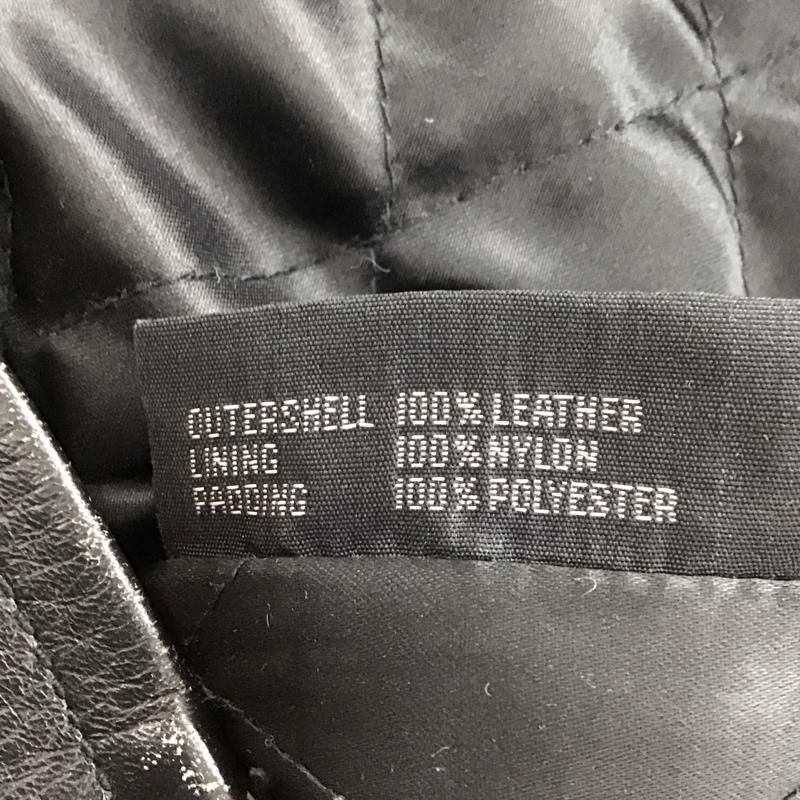 OUTERSHELL 100% LEATHER
LINING 100% NYLON
PADDING 100% POLYESTER